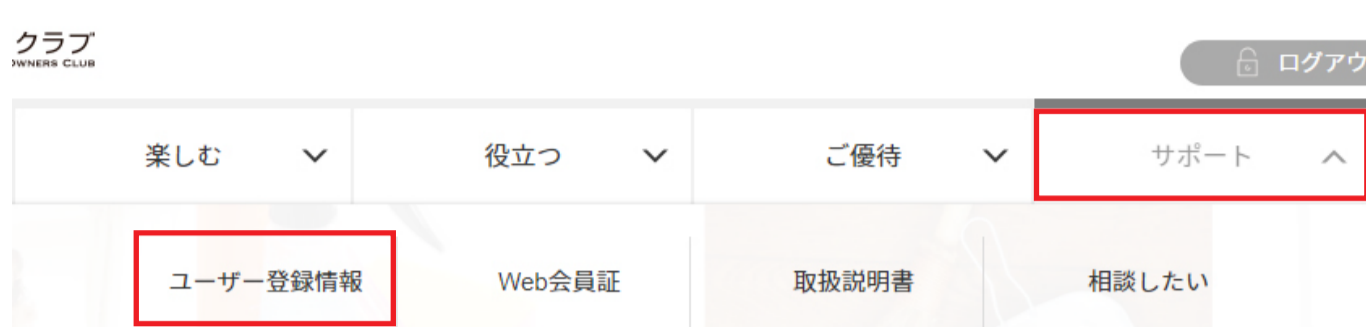 クラブ
OWNERS CLUB
ログアウ
楽しむ
役立つ
ご優待
サポート
ユーザー登録情報
Web会員証
取扱説明書
相談したい